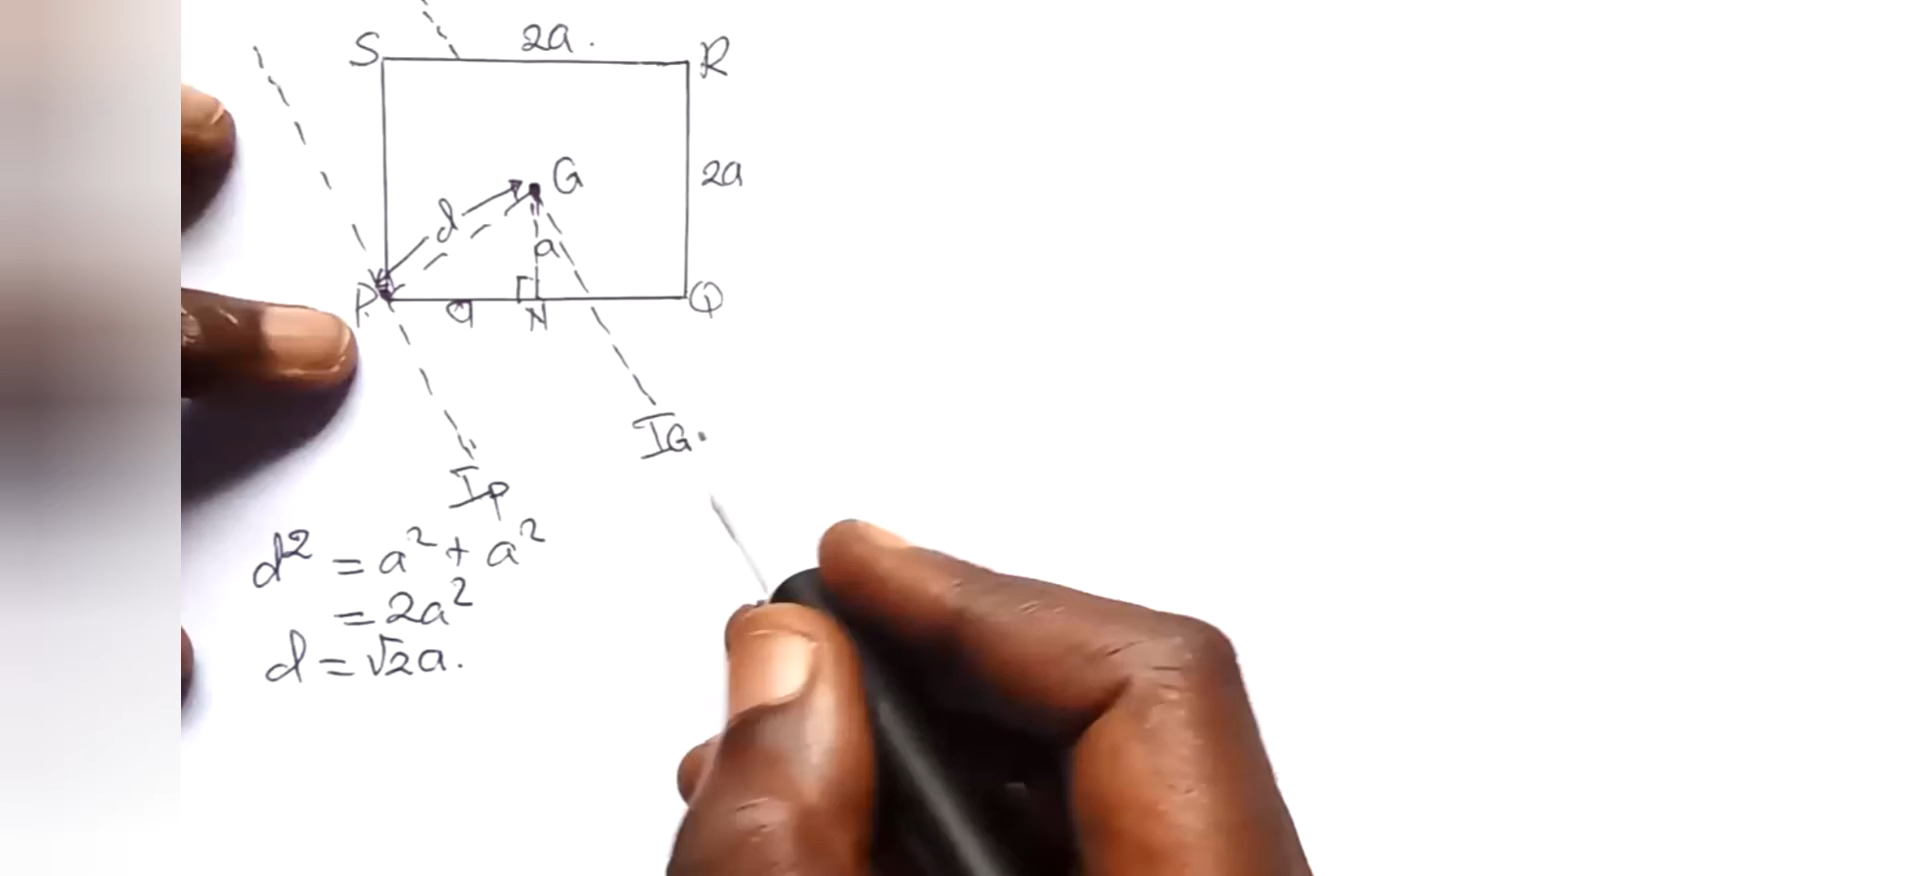 S 2a. R
G 2a
d a
P a N Q
IG.
IP
d² = a² + a²
= 2a²
d = √2a.